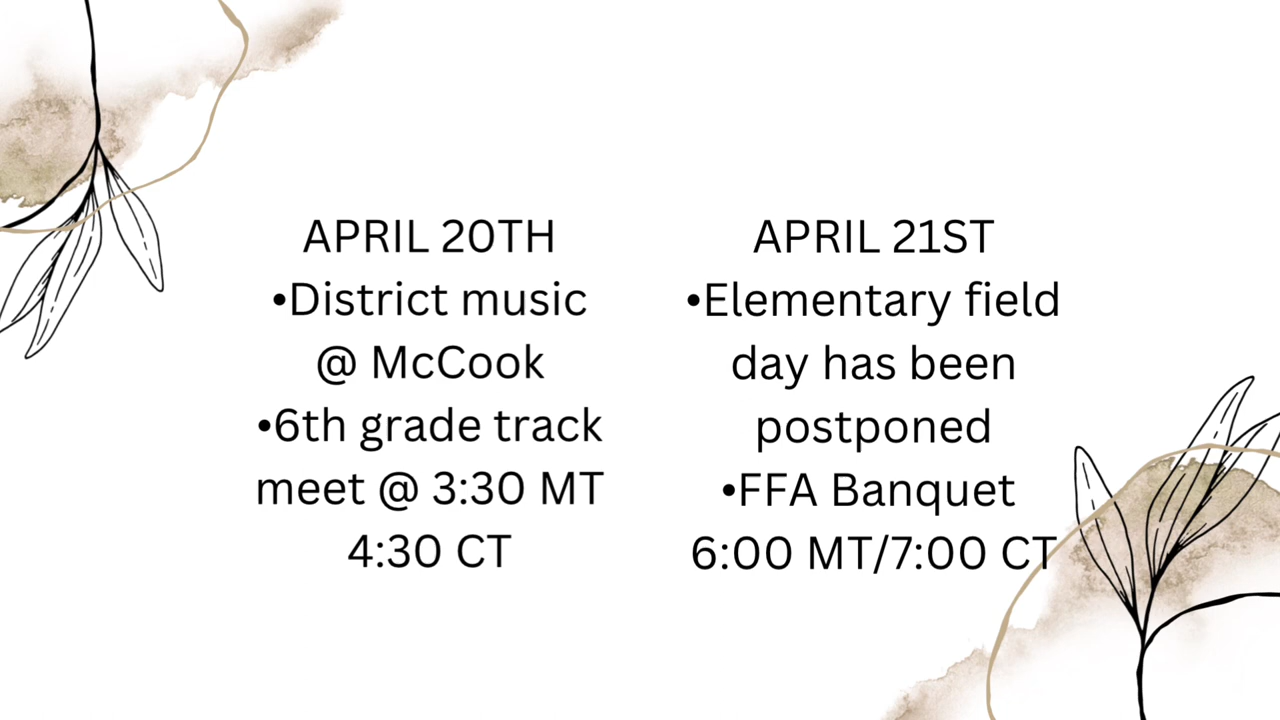 APRIL 20TH
•District music
@ McCook
•6th grade track
meet @ 3:30 MT
4:30 CT
APRIL 21ST
•Elementary field
day has been
postponed
•FFA Banquet
6:00 MT/7:00 CT